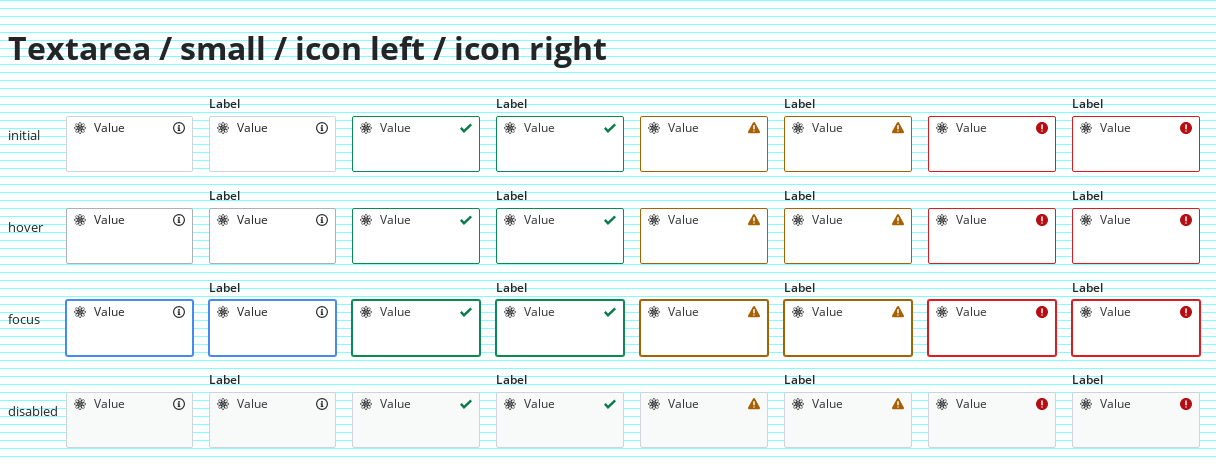 Textarea / small / icon left / icon right
Label Label Label Label
initial Value Value Value Value Value Value Value Value
Label Label Label Label
hover Value Value Value Value Value Value Value Value
Label Label Label Label
focus Value Value Value Value Value Value Value Value
Label Label Label Label
disabled Value Value Value Value Value Value Value Value